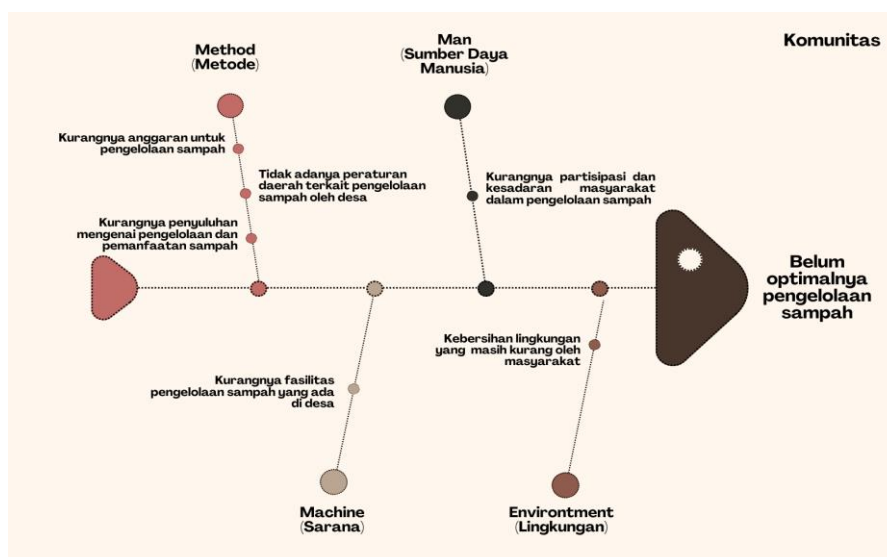 Komunitas
Method
(Metode)
Man
(Sumber Daya
Manusia)
Kurangnya anggaran untuk
pengelolaan sampah
Tidak adanya peraturan
daerah terkait pengelolaan
sampah oleh desa
Kurangnya penyuluhan
mengenai pengelolaan dan
pemanfaatan sampah
Kurangnya partisipasi dan
kesadaran masyarakat
dalam pengelolaan sampah
Belum
optimalnya
pengelolaan
sampah
Kebersihan lingkungan
yang masih kurang oleh
masyarakat
Kurangnya fasilitas
pengelolaan sampah yang ada
di desa
Machine
(Sarana)
Environtment
(Lingkungan)